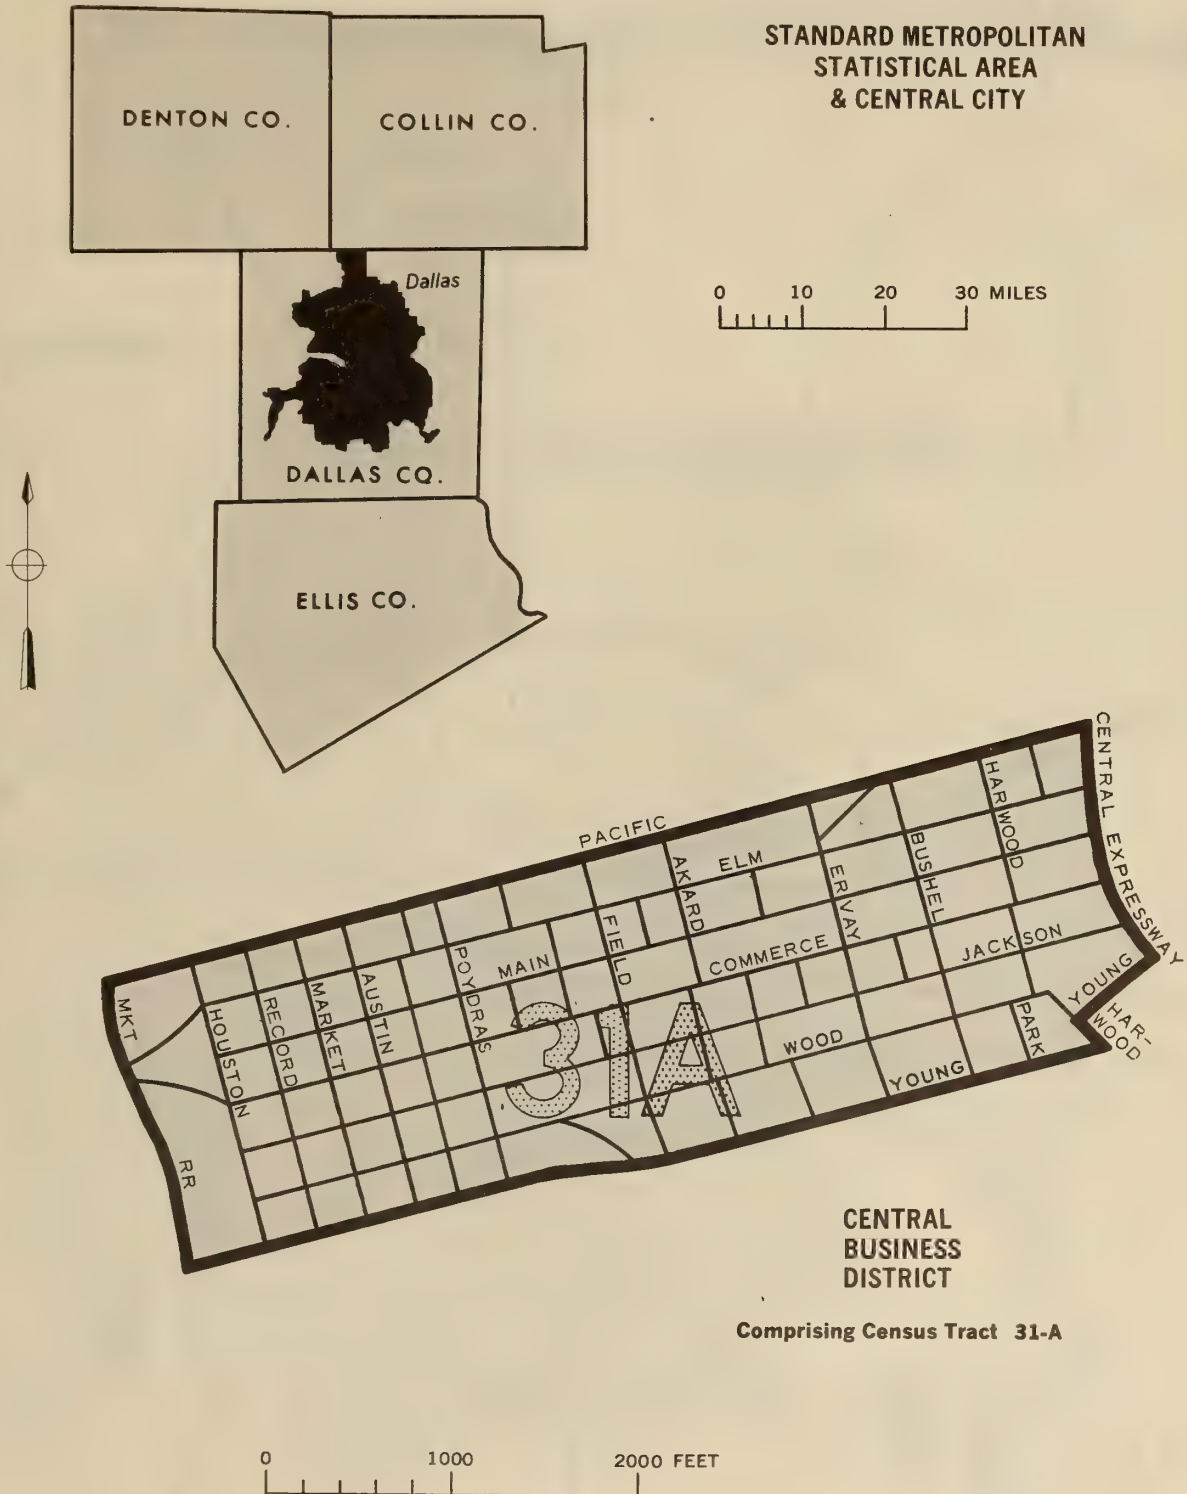 STANDARD METROPOLITAN
STATISTICAL AREA
& CENTRAL CITY
DENTON CO.
COLLIN CO.
Dallas
0 10 20 30 MILES
DALLAS CO.
ELLIS CO.
CENTRAL EXPRESSWAY
PACIFIC
HARWOOD
ELM
AKARD
BUSHEL
ERVAY
FIELD
MAIN
COMMERCE
JACKSON
POYDRAS
AUSTIN
MARKET
RECORD
HOUSTON
MKT
YOUNG
HAR-
WOOD
PARK
31A
WOOD
YOUNG
RR
CENTRAL
BUSINESS
DISTRICT
Comprising Census Tract 31-A
0 1000 2000 FEET